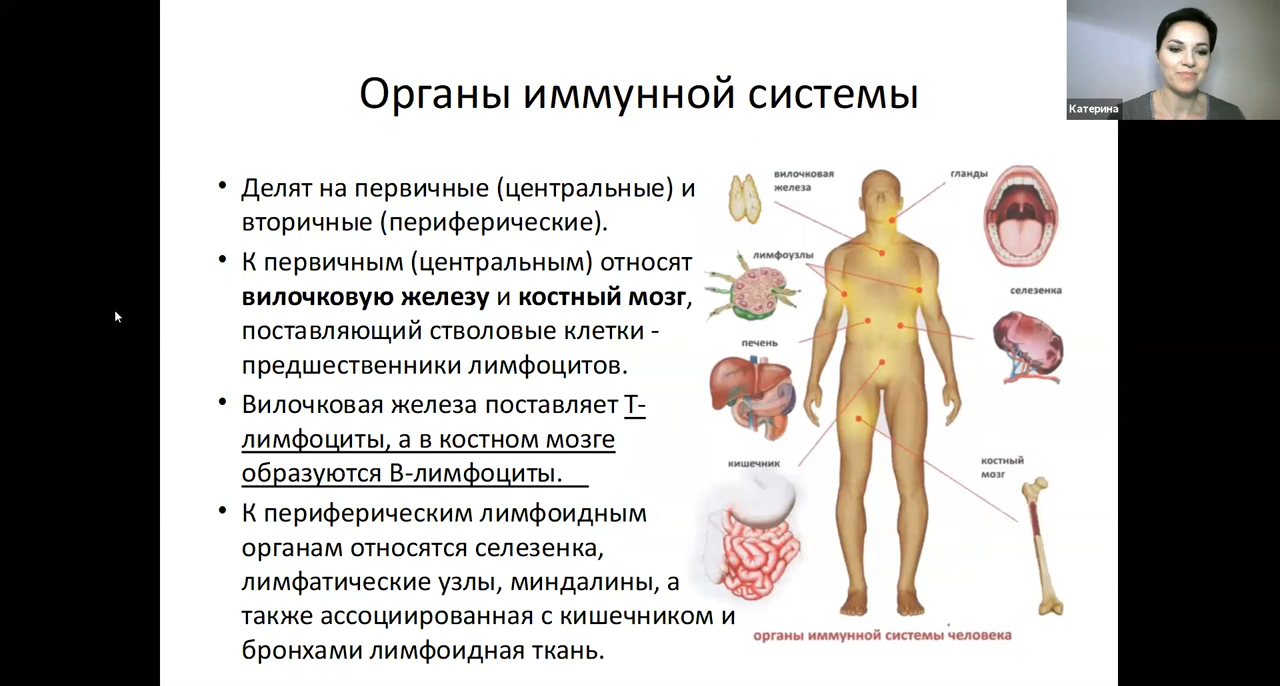 Органы иммунной системы
Катерина
• Делят на первичные (центральные) и
вторичные (периферические).
• К первичным (центральным) относят
вилочковую железу и костный мозг,
поставляющий стволовые клетки -
предшественники лимфоцитов.
• Вилочковая железа поставляет Т-
лимфоциты, а в костном мозге
образуются В-лимфоциты.
• К периферическим лимфоидным
органам относятся селезенка,
лимфатические узлы, миндалины, а
также ассоциированная с кишечником и
бронхами лимфоидная ткань.
вилочковая
железа
гланды
лимфоузлы
селезенка
печень
кишечник
костный
мозг
органы иммунной системы человека